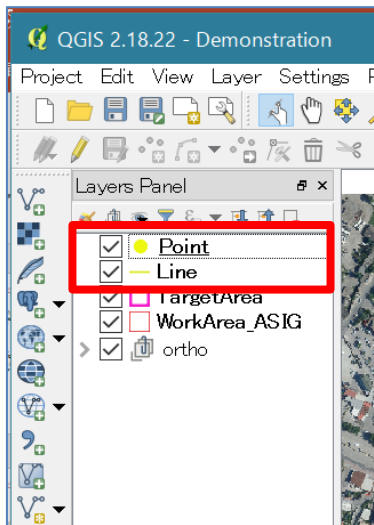 QGIS 2.18.22 - Demonstration
Project Edit View Layer Settings
Layers Panel
Point
Line
TargetArea
WorkArea_ASIG
ortho